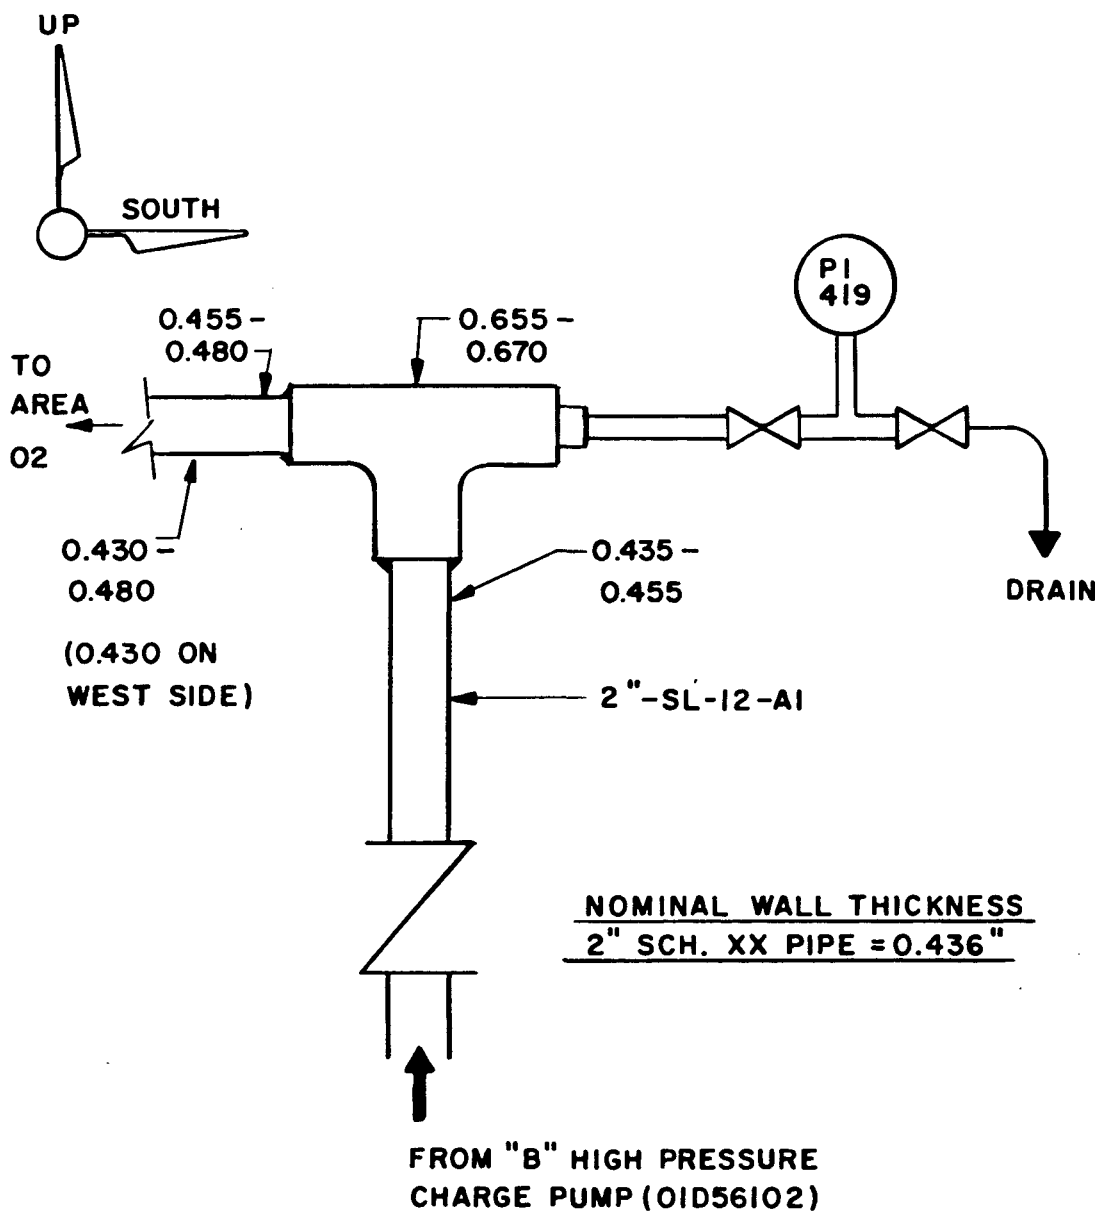 UP
SOUTH
PI
419
0.455-
0.480
0.655-
0.670
TO
AREA
02
0.430-
0.480
(0.430 ON
WEST SIDE)
0.435-
0.455
DRAIN
2"-SL-12-A1
NOMINAL WALL THICKNESS
2" SCH. XX PIPE = 0.436"
FROM "B" HIGH PRESSURE
CHARGE PUMP (01D56102)